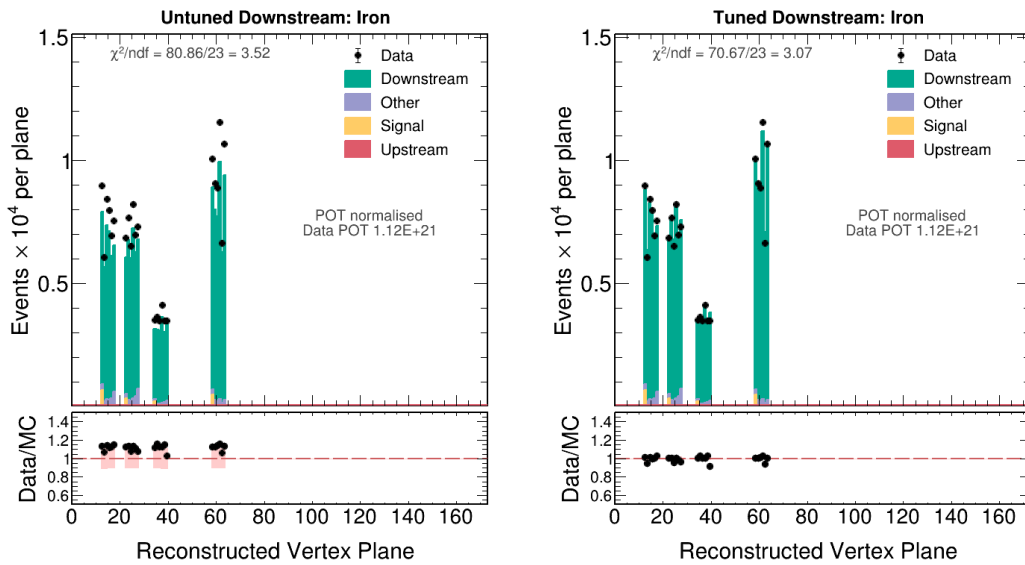 Untuned Downstream: Iron
χ²/ndf = 80.86/23 = 3.52
Data
Downstream
Other
Signal
Upstream
POT normalised
Data POT 1.12E+21
Events × 10⁴ per plane
1.5
1
0.5
Data/MC
1.4
1.2
1
0.8
0.6
0 20 40 60 80 100 120 140 160
Reconstructed Vertex Plane
Tuned Downstream: Iron
χ²/ndf = 70.67/23 = 3.07
Data
Downstream
Other
Signal
Upstream
POT normalised
Data POT 1.12E+21
Events × 10⁴ per plane
1.5
1
0.5
Data/MC
1.4
1.2
1
0.8
0.6
0 20 40 60 80 100 120 140 160
Reconstructed Vertex Plane